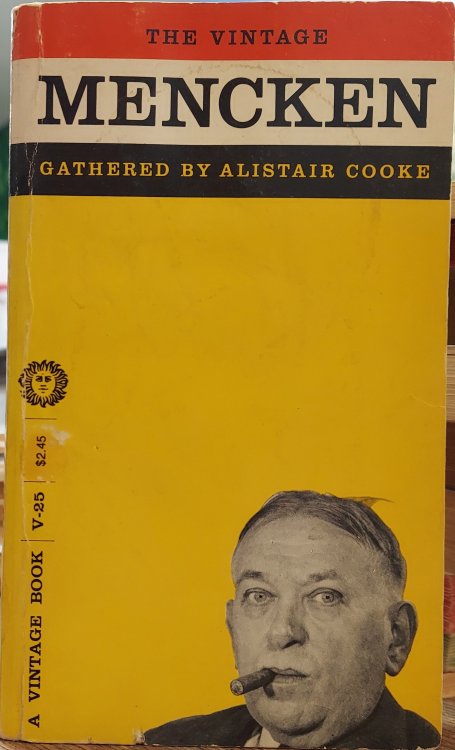 THE VINTAGE
MENCKEN
GATHERED BY ALISTAIR COOKE
A VINTAGE BOOK V-25 $2.45